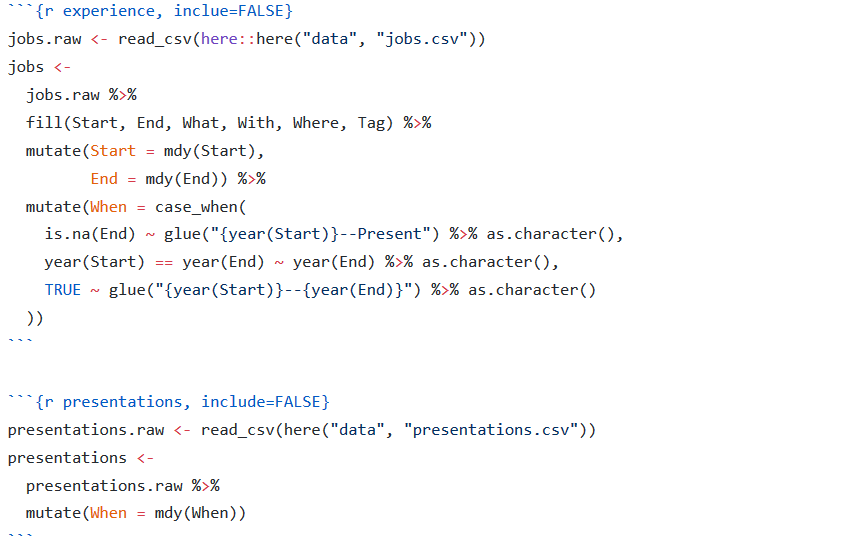 ```{r experience, inclue=FALSE}
jobs.raw <- read_csv(here::here("data", "jobs.csv"))
jobs <-
  jobs.raw %>%
  fill(Start, End, What, With, Where, Tag) %>%
  mutate(Start = mdy(Start),
         End = mdy(End)) %>%
  mutate(When = case_when(
    is.na(End) ~ glue("{year(Start)}--Present") %>% as.character(),
    year(Start) == year(End) ~ year(End) %>% as.character(),
    TRUE ~ glue("{year(Start)}--{year(End)}") %>% as.character()
  ))
```
```{r presentations, include=FALSE}
presentations.raw <- read_csv(here("data", "presentations.csv"))
presentations <-
  presentations.raw %>%
  mutate(When = mdy(When))
```